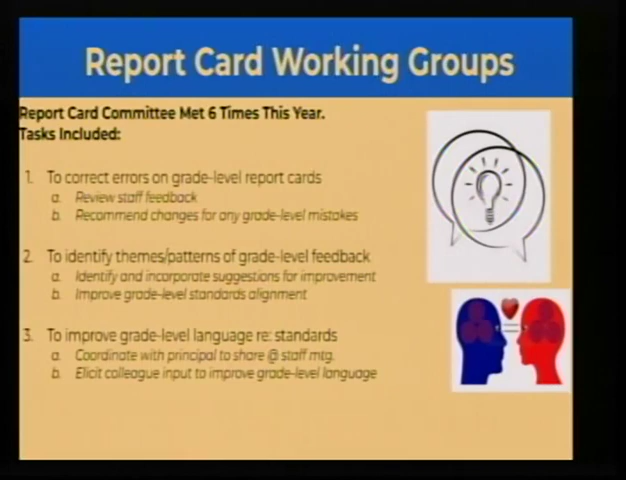 Report Card Working Groups
Report Card Committee Met 6 Times This Year.
Tasks Included:
1. To correct errors on grade-level report cards
a. Review staff feedback
b. Recommend changes for any grade-level mistakes
2. To identify themes/patterns of grade-level feedback
a. Identify and incorporate suggestions for improvement
b. Improve grade-level standards alignment
3. To improve grade-level language re: standards
a. Coordinate with principal to share @ staff mtg.
b. Elicit colleague input to improve grade-level language